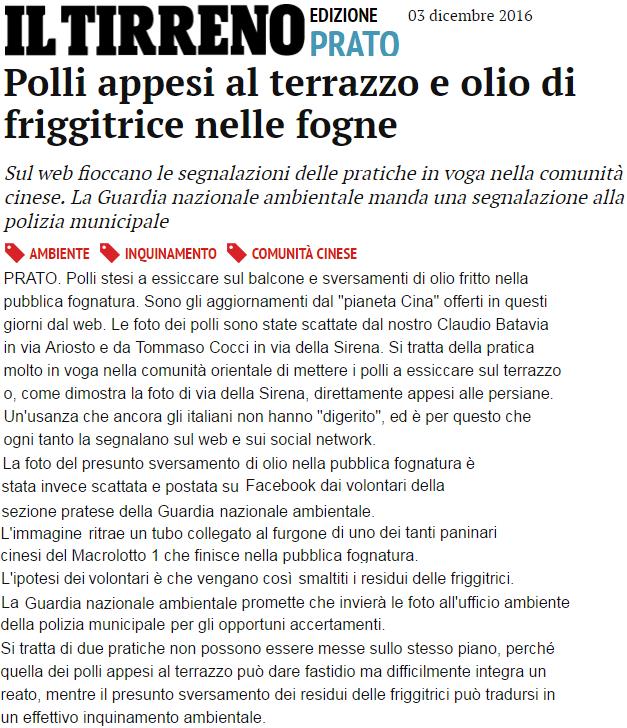 IL TIRRENO EDIZIONE PRATO 03 dicembre 2016
Polli appesi al terrazzo e olio di
friggitrice nelle fogne
Sul web fioccano le segnalazioni delle pratiche in voga nella comunità
cinese. La Guardia nazionale ambientale manda una segnalazione alla
polizia municipale
AMBIENTE INQUINAMENTO COMUNITÀ CINESE
PRATO. Polli stesi a essiccare sul balcone e sversamenti di olio fritto nella
pubblica fognatura. Sono gli aggiornamenti dal "pianeta Cina" offerti in questi
giorni dal web. Le foto dei polli sono state scattate dal nostro Claudio Batavia
in via Ariosto e da Tommaso Cocci in via della Sirena. Si tratta della pratica
molto in voga nella comunità orientale di mettere i polli a essiccare sul terrazzo
o, come dimostra la foto di via della Sirena, direttamente appesi alle persiane.
Un'usanza che ancora gli italiani non hanno "digerito", ed è per questo che
ogni tanto la segnalano sul web e sui social network.
La foto del presunto sversamento di olio nella pubblica fognatura è
stata invece scattata e postata su Facebook dai volontari della
sezione pratese della Guardia nazionale ambientale.
L'immagine ritrae un tubo collegato al furgone di uno dei tanti paninari
cinesi del Macrolotto 1 che finisce nella pubblica fognatura.
L'ipotesi dei volontari è che vengano così smaltiti i residui delle friggitrici.
La Guardia nazionale ambientale promette che invierà le foto all'ufficio ambiente
della polizia municipale per gli opportuni accertamenti.
Si tratta di due pratiche non possono essere messe sullo stesso piano, perché
quella dei polli appesi al terrazzo può dare fastidio ma difficilmente integra un
reato, mentre il presunto sversamento dei residui delle friggitrici può tradursi in
un effettivo inquinamento ambientale.